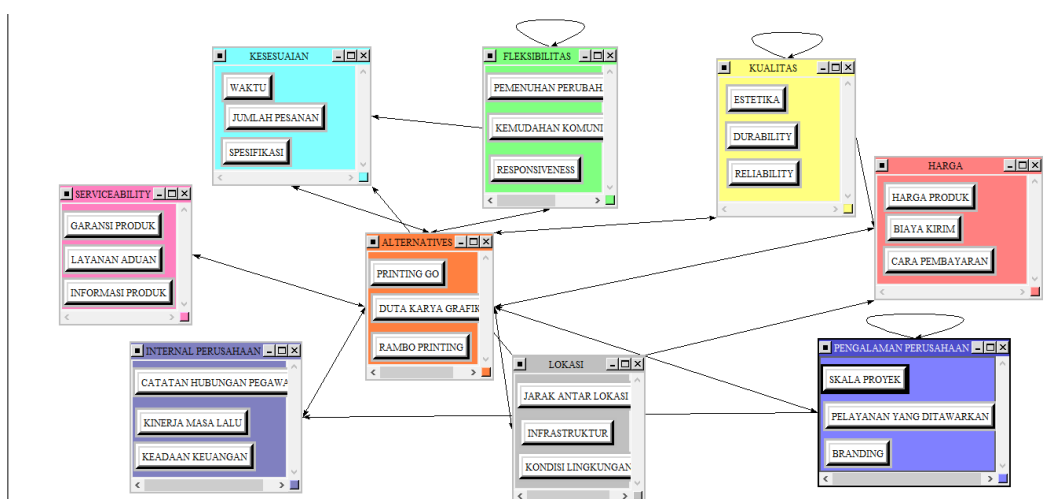 KESESUAIAN
WAKTU
JUMLAH PESANAN
SPESIFIKASI
FLEKSIBILITAS
PEMENUHAN PERUBAH
KEMUDAHAN KOMUNI
RESPONSIVENESS
KUALITAS
ESTETIKA
DURABILITY
RELIABILITY
HARGA
HARGA PRODUK
BIAYA KIRIM
CARA PEMBAYARAN
SERVICEABILITY
GARANSI PRODUK
LAYANAN ADUAN
INFORMASI PRODUK
ALTERNATIVES
PRINTING GO
DUTA KARYA GRAFIK
RAMBO PRINTING
INTERNAL PERUSAHAAN
CATATAN HUBUNGAN PEGAWA
KINERJA MASA LALU
KEADAAN KEUANGAN
LOKASI
JARAK ANTAR LOKASI
INFRASTRUKTUR
KONDISI LINGKUNGAN
PENGALAMAN PERUSAHAAN
SKALA PROYEK
PELAYANAN YANG DITAWARKAN
BRANDING